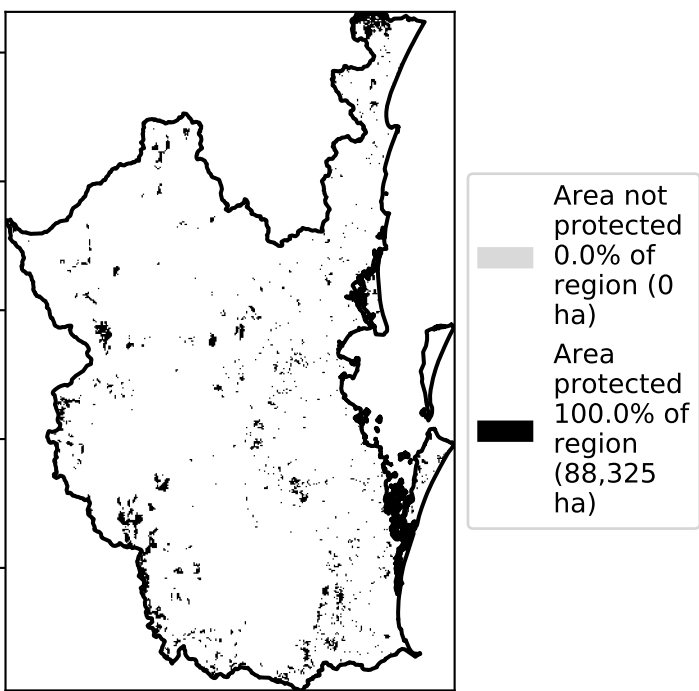 Area not
protected
0.0% of
region (0
ha)
Area
protected
100.0% of
region
(88,325
ha)